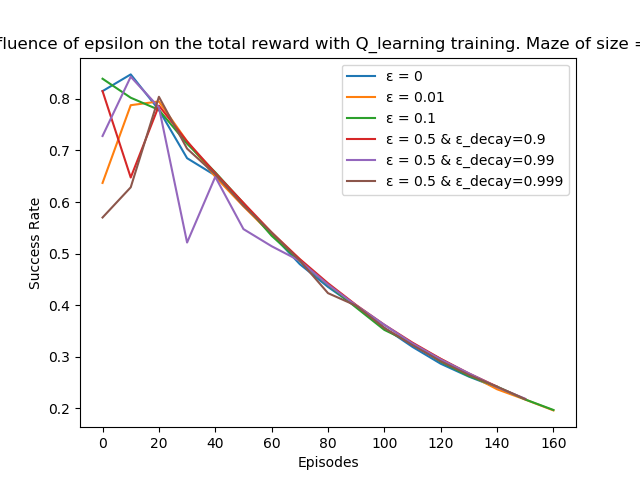 fluence of epsilon on the total reward with Q_learning training. Maze of size =
ε = 0
ε = 0.01
ε = 0.1
ε = 0.5 & ε_decay=0.9
ε = 0.5 & ε_decay=0.99
ε = 0.5 & ε_decay=0.999
Success Rate
0.8
0.7
0.6
0.5
0.4
0.3
0.2
0 20 40 60 80 100 120 140 160
Episodes